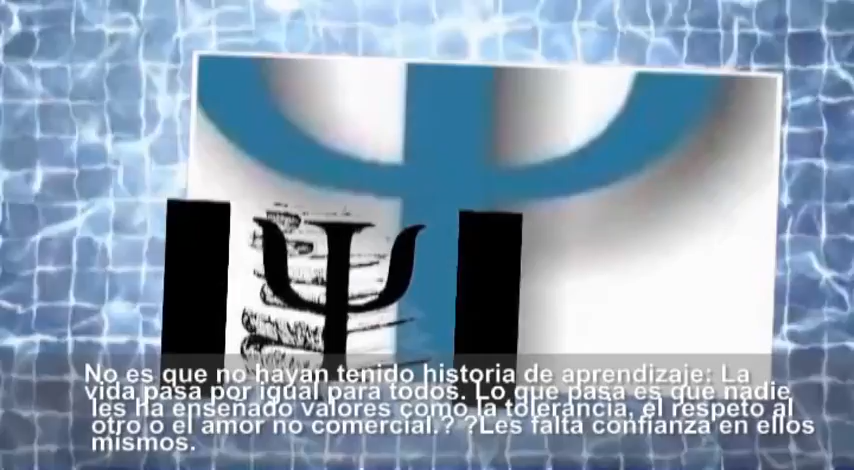 Ψ
Ψ
No es que no hayan tenido historia de aprendizaje: La
vida pasa por igual para todos. Lo que pasa es que nadie
les ha ensenado valores como la tolerancia, el respeto al
otro o el amor no comercial.? ?Les falta confianza en ellos
mismos.